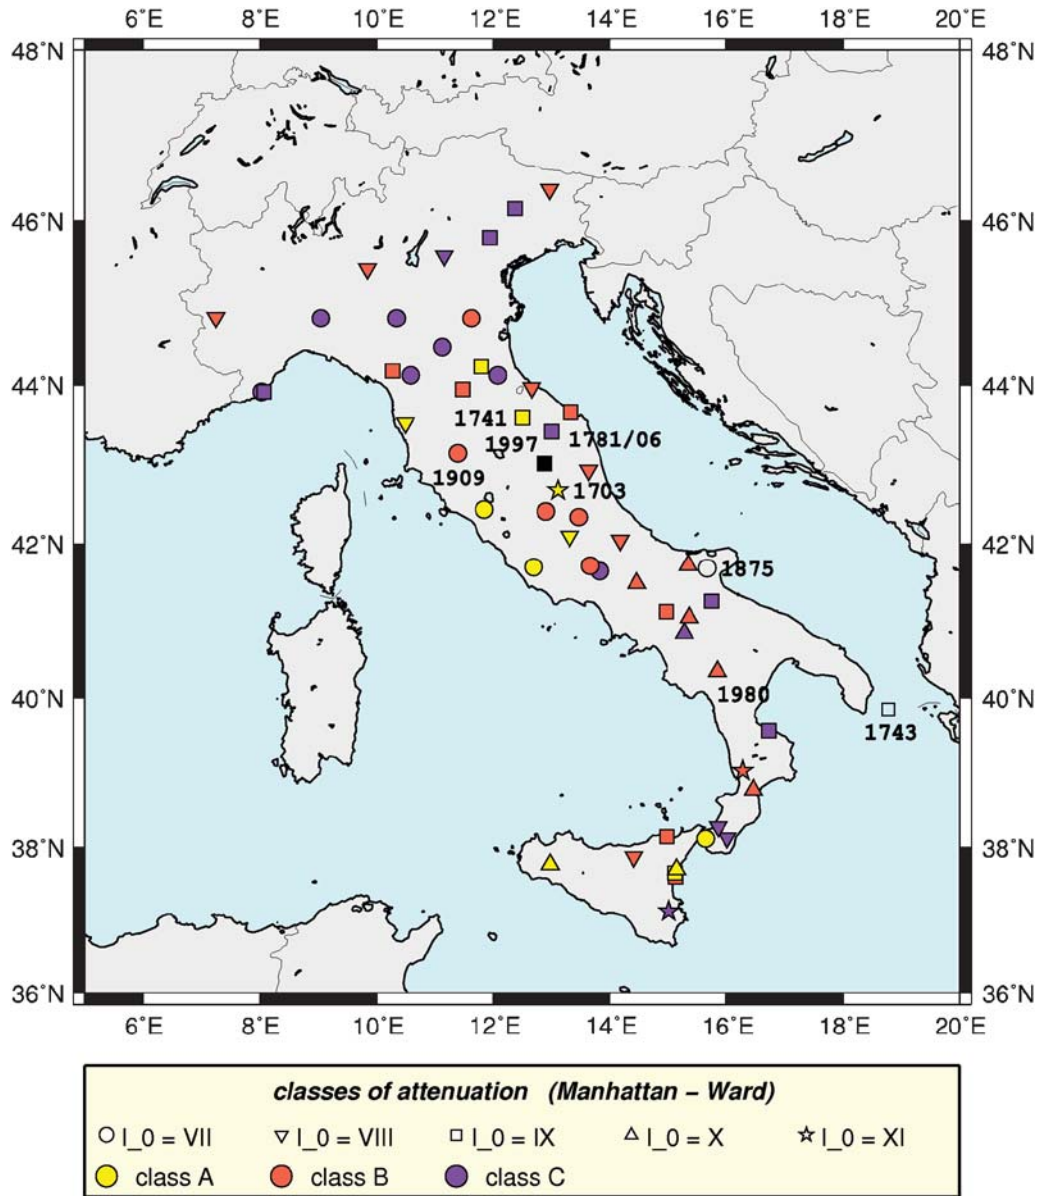 6°E 8°E 10°E 12°E 14°E 16°E 18°E 20°E
48°N 48°N
46°N 46°N
44°N 44°N
1741
1997 1781/06
1909 1703
42°N 42°N
1875
40°N 1980 40°N
1743
38°N 38°N
36°N 36°N
6°E 8°E 10°E 12°E 14°E 16°E 18°E 20°E
classes of attenuation (Manhattan – Ward)
I_0 = VII I_0 = VIII I_0 = IX I_0 = X I_0 = XI
class A class B class C